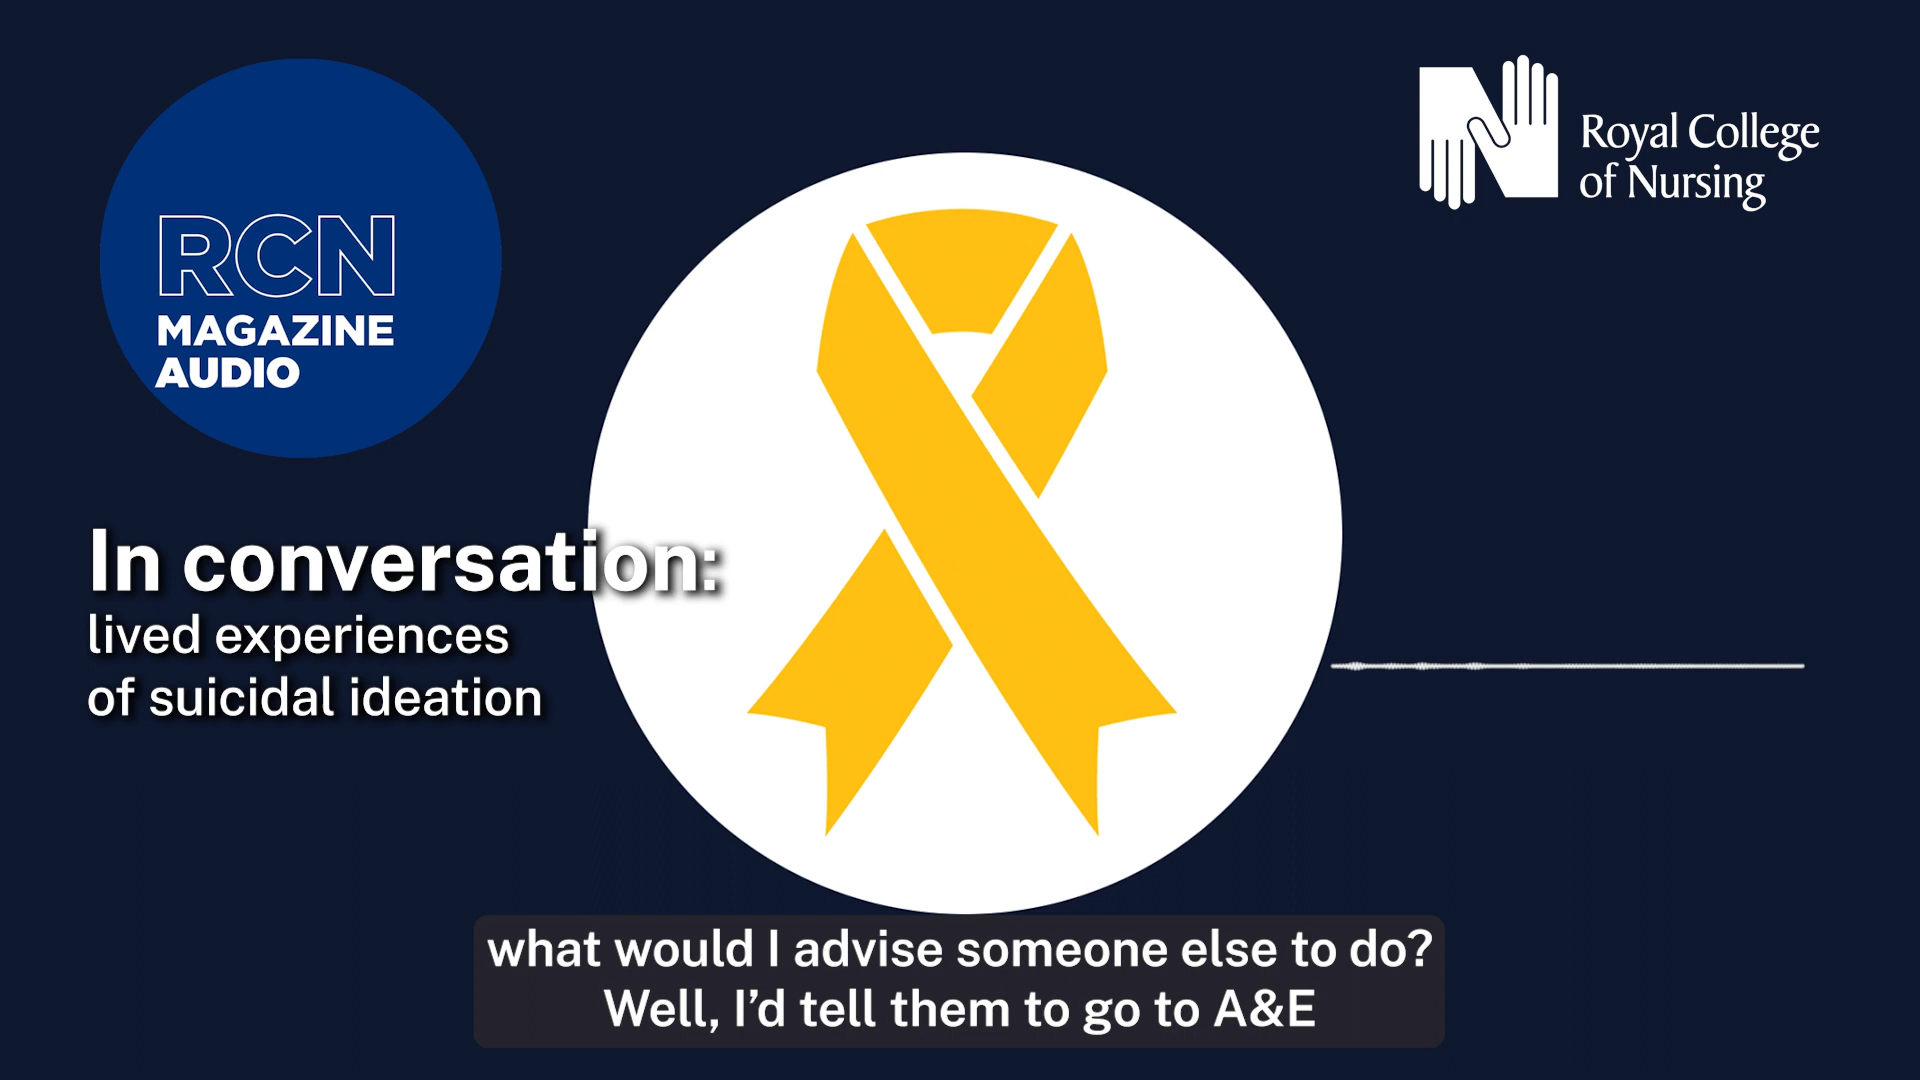 RCN
MAGAZINE
AUDIO
Royal College
of Nursing
In conversation:
lived experiences
of suicidal ideation
what would I advise someone else to do?
Well, I’d tell them to go to A&E